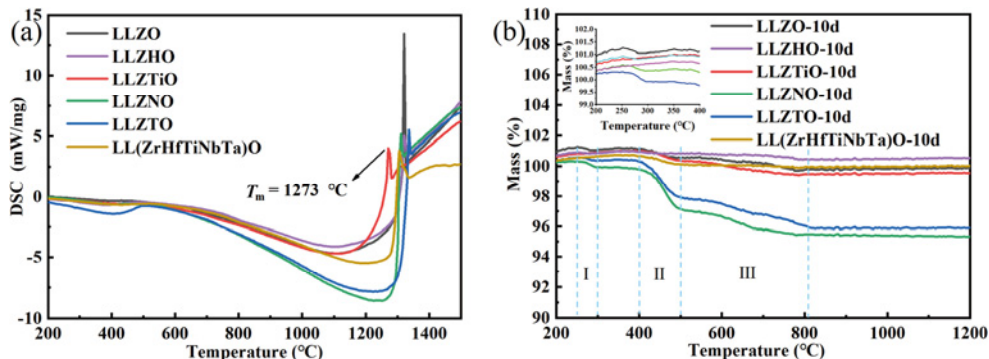 (a)
DSC (mW/mg)
15
10
5
0
-5
-10
LLZO
LLZHO
LLZTiO
LLZNO
LLZTO
LL(ZrHfTiNbTa)O
Tm = 1273 °C
200 400 600 800 1000 1200 1400
Temperature (°C)
(b)
Mass (%)
106
104
102
100
98
96
94
92
90
Mass (%)
102.0
101.5
101.0
100.5
100.0
99.5
99.0
200 250 300 350 400
Temperature (°C)
LLZO-10d
LLZHO-10d
LLZTiO-10d
LLZNO-10d
LLZTO-10d
LL(ZrHfTiNbTa)O-10d
I II III
200 400 600 800 1000 1200
Temperature (°C)